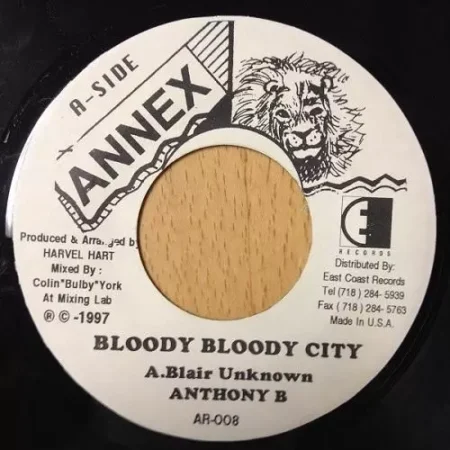 A-SIDE
ANNEX
E
RECORDS
Produced & Arranged by
HARVEL HART
Mixed By :
Colin*Bulby*York
At Mixing Lab
℗ © -1997
Distributed By:
East Coast Records
Tel (718) 284- 5939
Fax (718) 284- 5763
Made In U.S.A.
BLOODY BLOODY CITY
A.Blair Unknown
ANTHONY B
AR-008